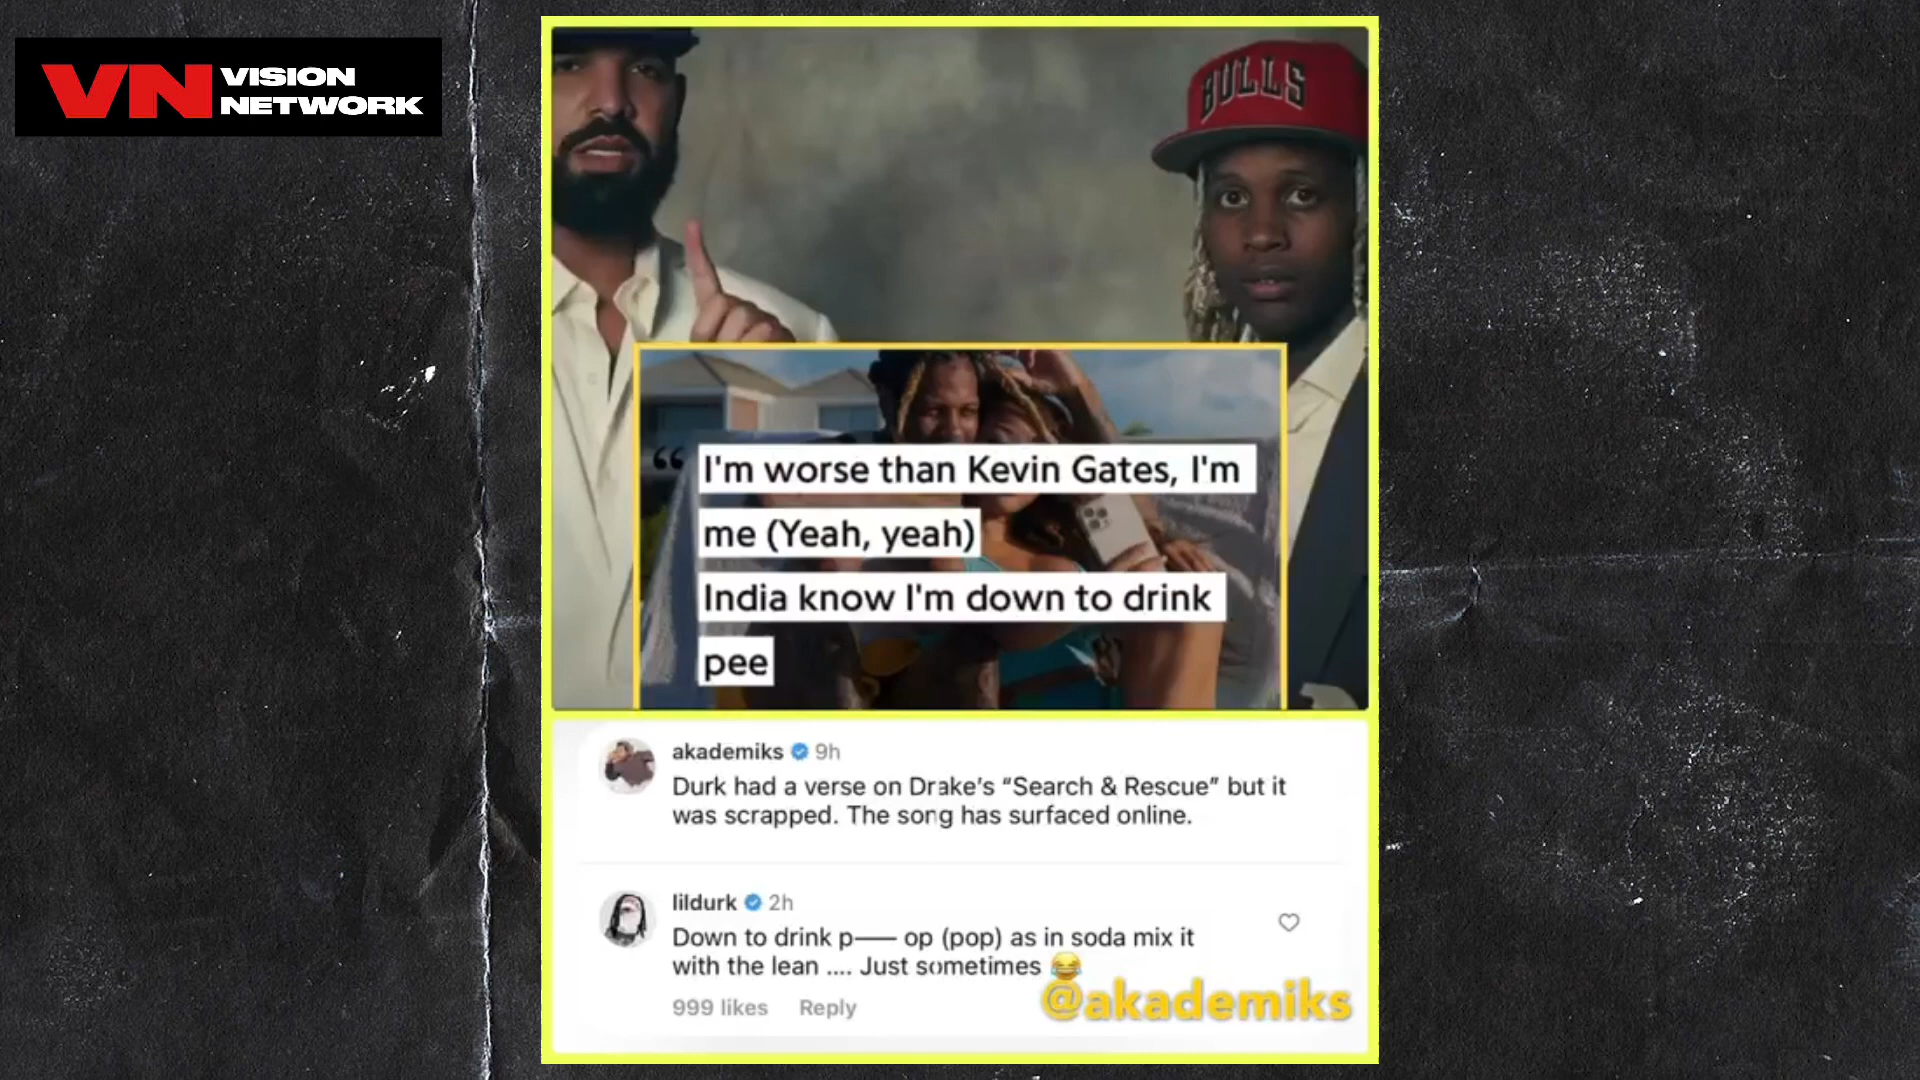 VN VISION
NETWORK
BULLS
“ I'm worse than Kevin Gates, I'm
me (Yeah, yeah)
India know I'm down to drink
pee
akademiks 9h
Durk had a verse on Drake’s “Search & Rescue” but it
was scrapped. The song has surfaced online.
lildurk 2h
Down to drink p—— op (pop) as in soda mix it
with the lean .... Just sometimes 😂
999 likes Reply
@akademiks